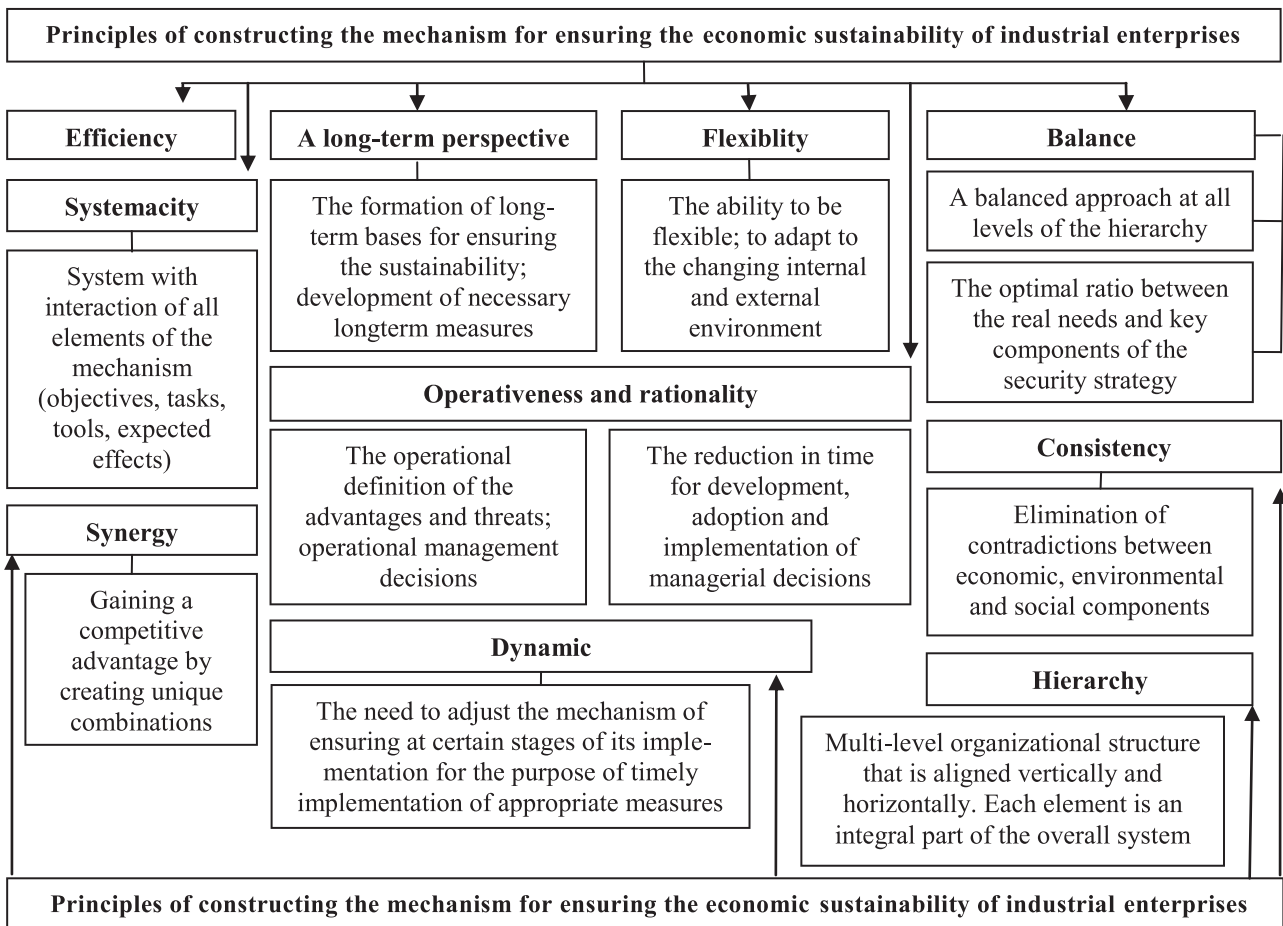 Principles of constructing the mechanism for ensuring the economic sustainability of industrial enterprises
Efficiency
A long-term perspective
Flexiblity
Balance
Systemacity
System with
interaction of all
elements of the
mechanism
(objectives, tasks,
tools, expected
effects)
The formation of long-
term bases for ensuring
the sustainability;
development of necessary
longterm measures
The ability to be
flexible; to adapt to
the changing internal
and external
environment
A balanced approach at all
levels of the hierarchy
The optimal ratio between
the real needs and key
components of the
security strategy
Operativeness and rationality
The operational
definition of the
advantages and threats;
operational management
decisions
The reduction in time
for development,
adoption and
implementation of
managerial decisions
Consistency
Elimination of
contradictions between
economic, environmental
and social components
Synergy
Gaining a
competitive
advantage by
creating unique
combinations
Dynamic
The need to adjust the mechanism of
ensuring at certain stages of its imple-
mentation for the purpose of timely
implementation of appropriate measures
Hierarchy
Multi-level organizational structure
that is aligned vertically and
horizontally. Each element is an
integral part of the overall system
Principles of constructing the mechanism for ensuring the economic sustainability of industrial enterprises